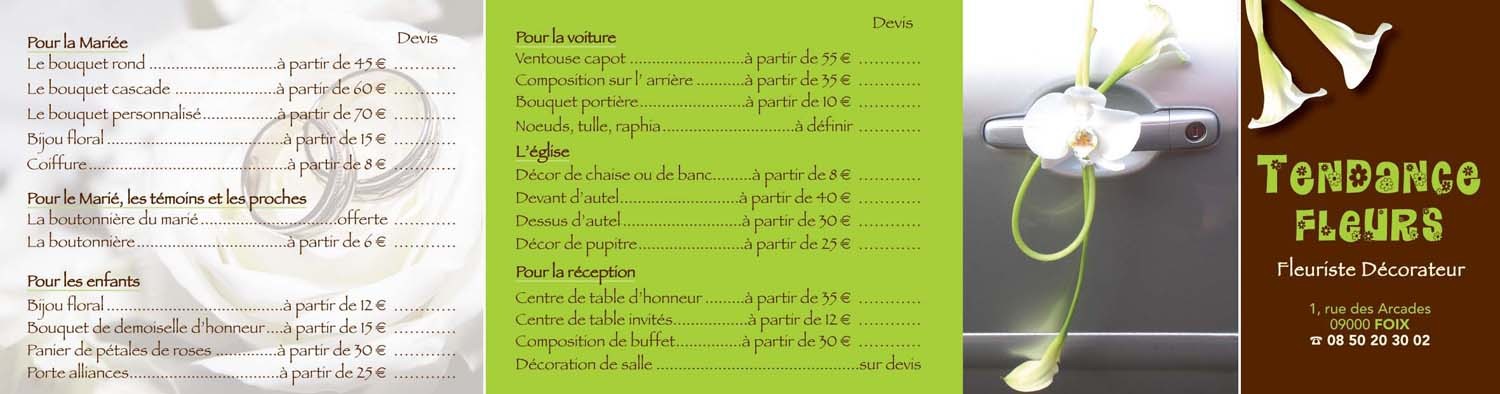 Devis
Pour la Mariée
Le bouquet rond ............................à partir de 45 € ...........
Le bouquet cascade ......................à partir de 60 € ...........
Le bouquet personnalisé................à partir de 70 € ...........
Bijou floral.......................................à partir de 15 € ...........
Coiffure............................................à partir de 8 € ...........
Pour le Marié, les témoins et les proches
La boutonnière du marié..............................offerte ...........
La boutonnière.................................à partir de 6 € ...........
Pour les enfants
Bijou floral.......................................à partir de 12 € ...........
Bouquet de demoiselle d'honneur....à partir de 15 € ...........
Panier de pétales de roses ..............à partir de 30 € ...........
Porte alliances.................................à partir de 25 € ...........
Devis
Pour la voiture
Ventouse capot .........................à partir de 55 € ...........
Composition sur l' arrière ...........à partir de 35 € ...........
Bouquet portière.......................à partir de 10 € ...........
Noeuds, tulle, raphia.............................à définir ...........
L'église
Décor de chaise ou de banc.........à partir de 8 € ...........
Devant d'autel..........................à partir de 40 € ...........
Dessus d'autel..........................à partir de 30 € ...........
Décor de pupitre.......................à partir de 25 € ...........
Pour la réception
Centre de table d'honneur .........à partir de 35 € ...........
Centre de table invités................à partir de 12 € ...........
Composition de buffet...............à partir de 30 € ...........
Décoration de salle .............................................sur devis
TENDANCE
FLEURS
Fleuriste Décorateur
1, rue des Arcades
09000 FOIX
☎ 08 50 20 30 02